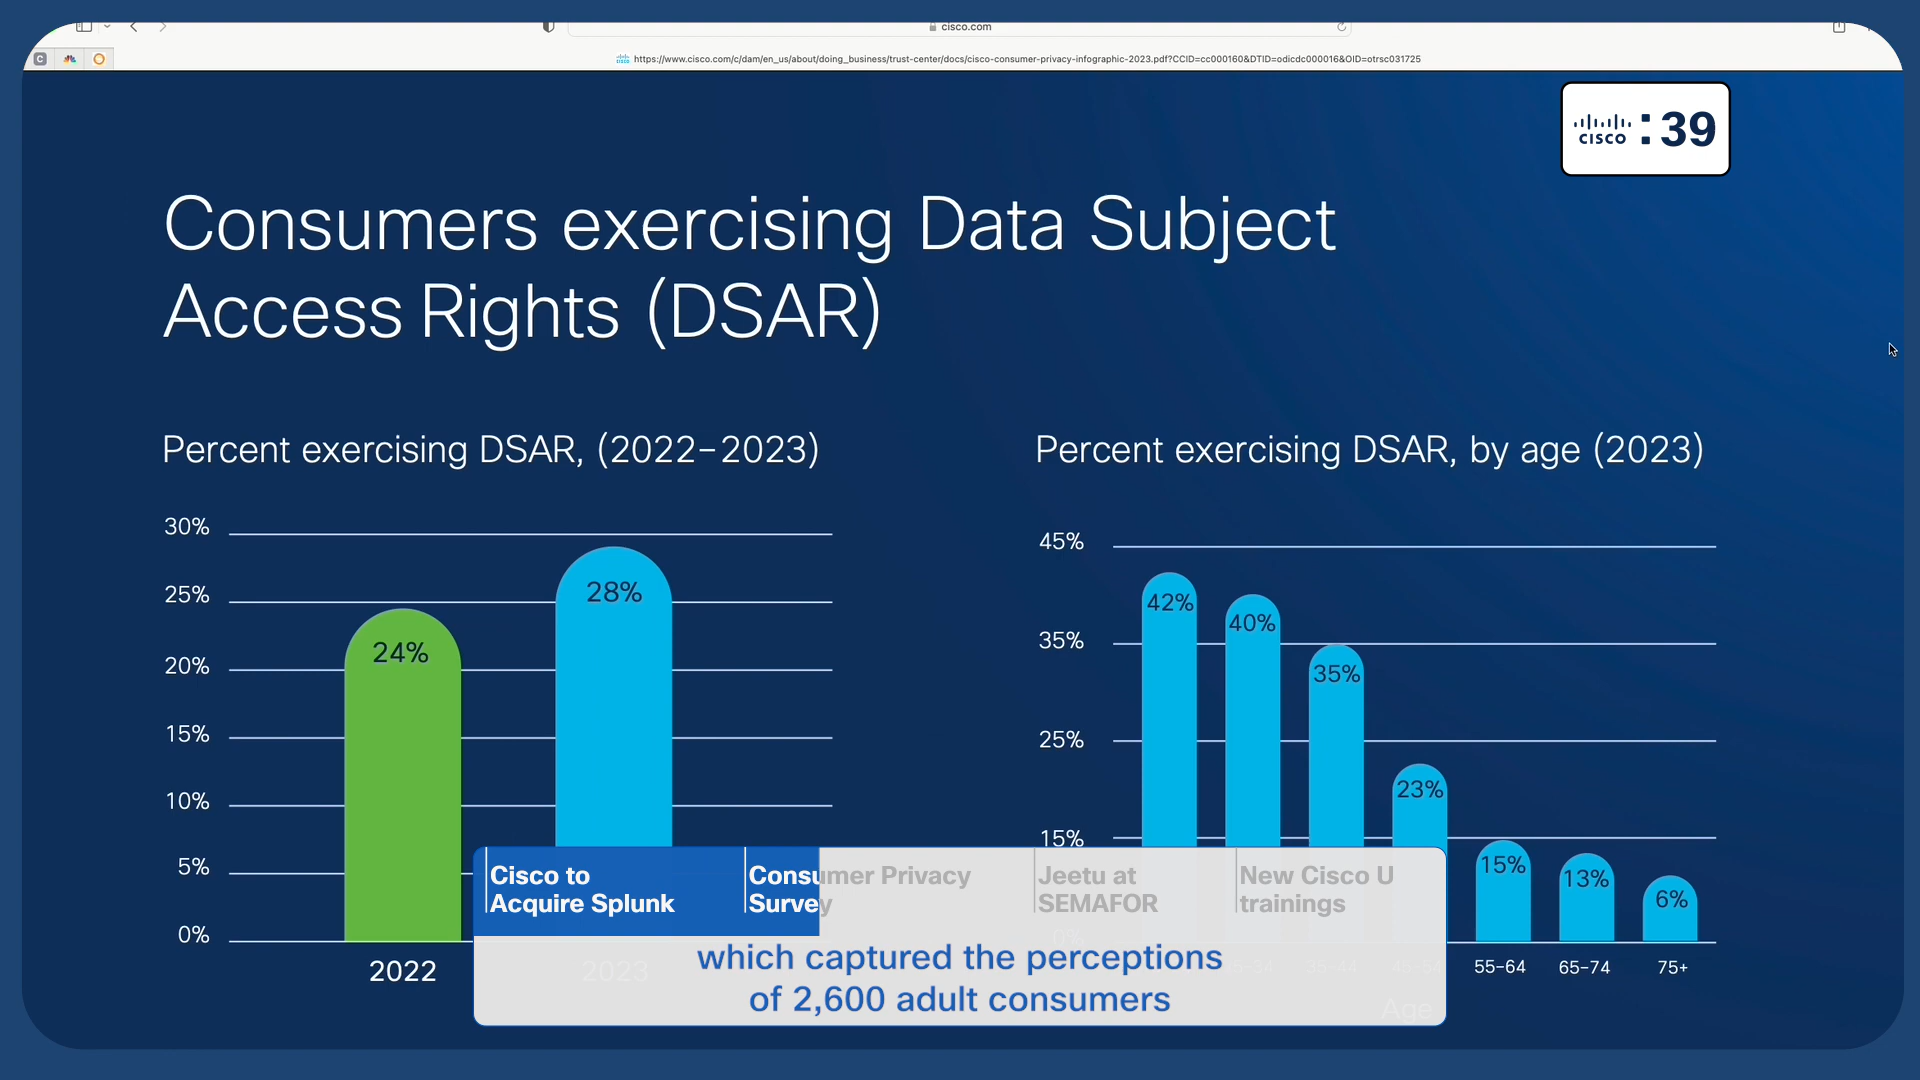 cisco.com
https://www.cisco.com/c/dam/en_us/about/doing_business/trust-center/docs/cisco-consumer-privacy-infographic-2023.pdf?CCID=cc000160&DTID=odicdc000016&OID=otrsc031725
CISCO :39
Consumers exercising Data Subject
Access Rights (DSAR)
Percent exercising DSAR, (2022–2023)
30%
25%
20%
15%
10%
5%
0%
24%
28%
2022
2023
Percent exercising DSAR, by age (2023)
45%
35%
25%
15%
0%
42%
40%
35%
23%
15%
13%
6%
55-64
65-74
75+
Age
Cisco to
Acquire Splunk
Consumer Privacy
Survey
Jeetu at
SEMAFOR
New Cisco U
trainings
which captured the perceptions
of 2,600 adult consumers